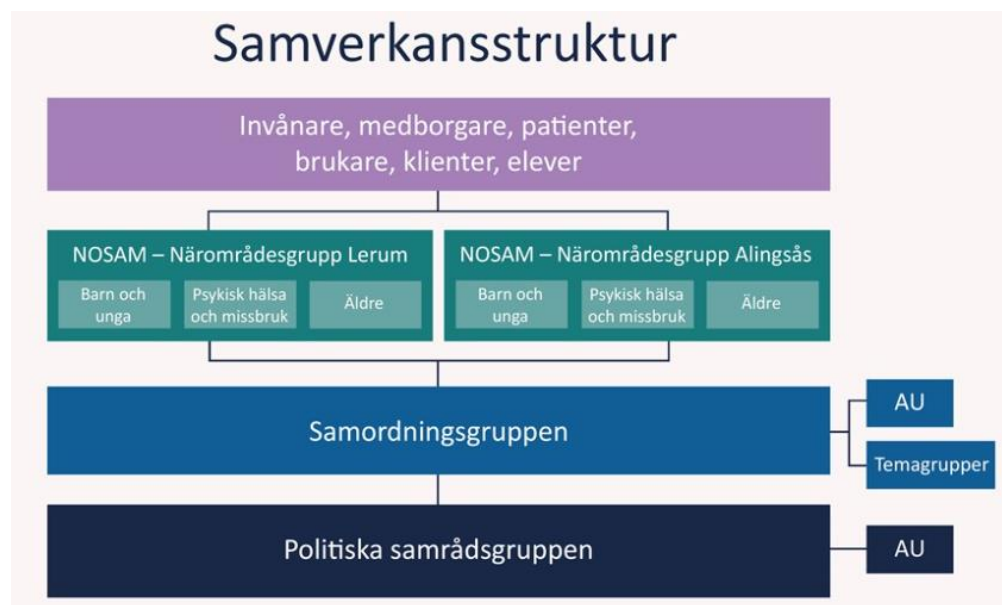 Samverkansstruktur
Invånare, medborgare, patienter,
brukare, klienter, elever
NOSAM – Närområdesgrupp Lerum
Barn och
unga
Psykisk hälsa
och missbruk
Äldre
NOSAM – Närområdesgrupp Alingsås
Barn och
unga
Psykisk hälsa
och missbruk
Äldre
Samordningsgruppen
AU
Temagrupper
Politiska samrådsgruppen
AU